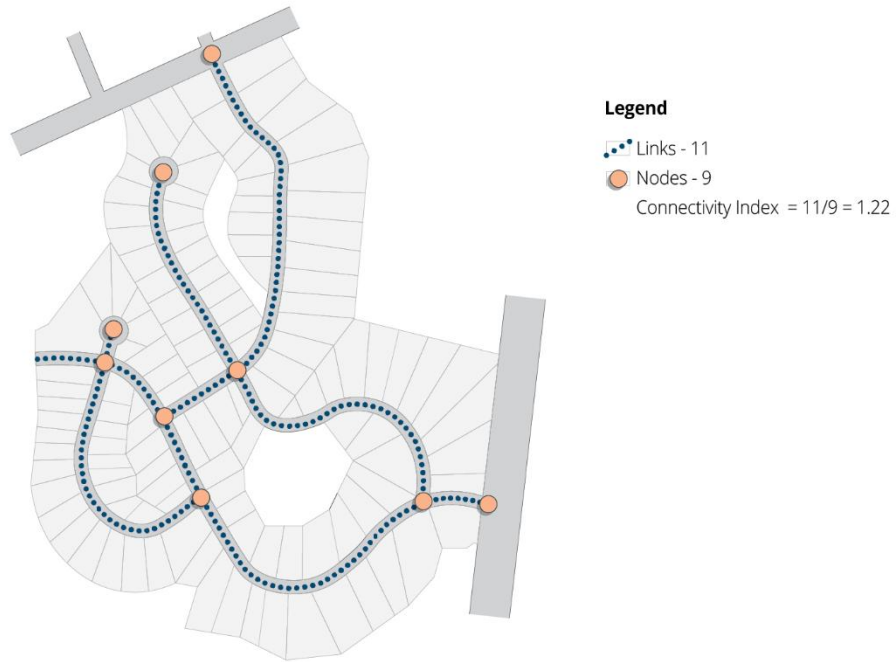 Legend
Links - 11
Nodes - 9
Connectivity Index = 11/9 = 1.22